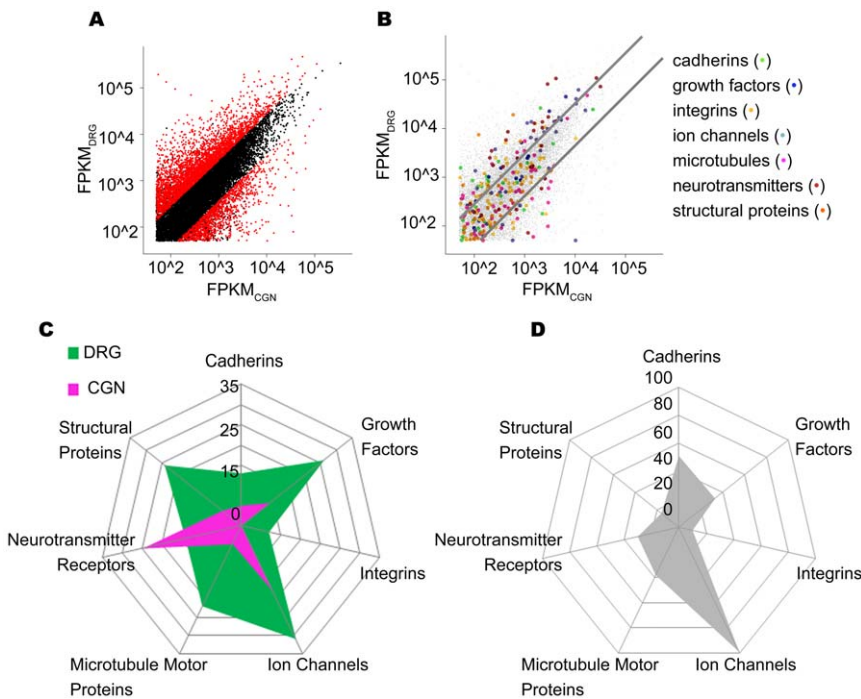 A
FPKM_DRG
10^5
10^4
10^3
10^2
10^2 10^3 10^4 10^5
FPKM_CGN
B
FPKM_DRG
10^5
10^4
10^3
10^2
10^2 10^3 10^4 10^5
FPKM_CGN
cadherins (•)
growth factors (•)
integrins (•)
ion channels (•)
microtubules (•)
neurotransmitters (•)
structural proteins (•)
C
DRG
CGN
Cadherins
35
25
15
0
Growth
Factors
Integrins
Ion Channels
Microtubule Motor
Proteins
Neurotransmitter
Receptors
Structural
Proteins
D
Cadherins
100
80
60
40
20
0
Growth
Factors
Integrins
Ion Channels
Microtubule Motor
Proteins
Neurotransmitter
Receptors
Structural
Proteins